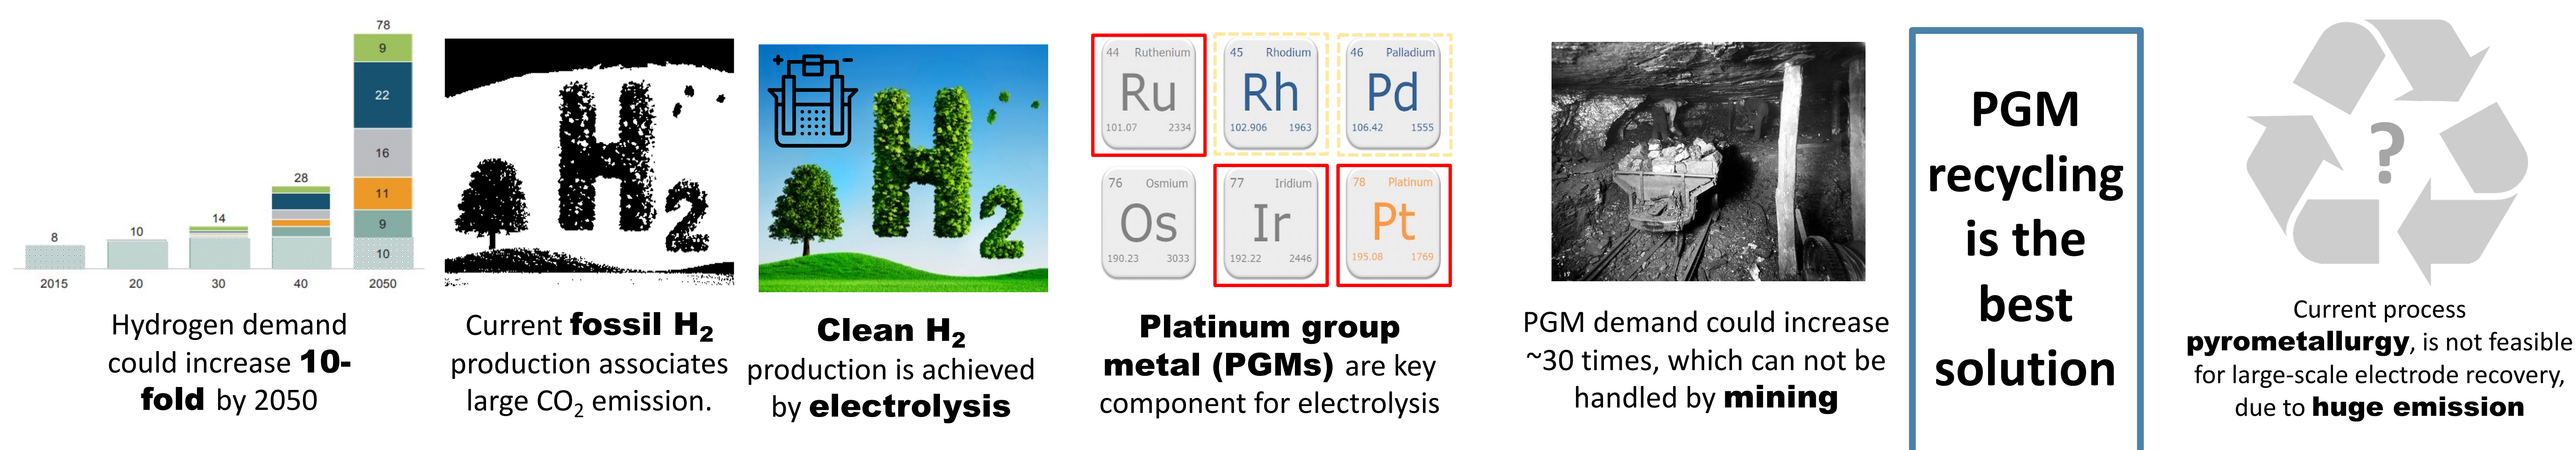 78
9
22
16
11
9
10
28
14
10
8
2015
20
30
40
2050
Hydrogen demand
could increase 10-
fold by 2050
H2
Current fossil H₂
production associates
large CO₂ emission.
+ −
H2
Clean H₂
production is achieved
by electrolysis
44 Ruthenium
Ru
101.07 2334
45 Rhodium
Rh
102.906 1963
46 Palladium
Pd
106.42 1555
76 Osmium
Os
190.23 3033
77 Iridium
Ir
192.22 2446
78 Platinum
Pt
195.08 1769
Platinum group
metal (PGMs) are key
component for electrolysis
PGM demand could increase
~30 times, which can not be
handled by mining
PGM
recycling
is the
best
solution
?
Current process
pyrometallurgy, is not feasible
for large-scale electrode recovery,
due to huge emission